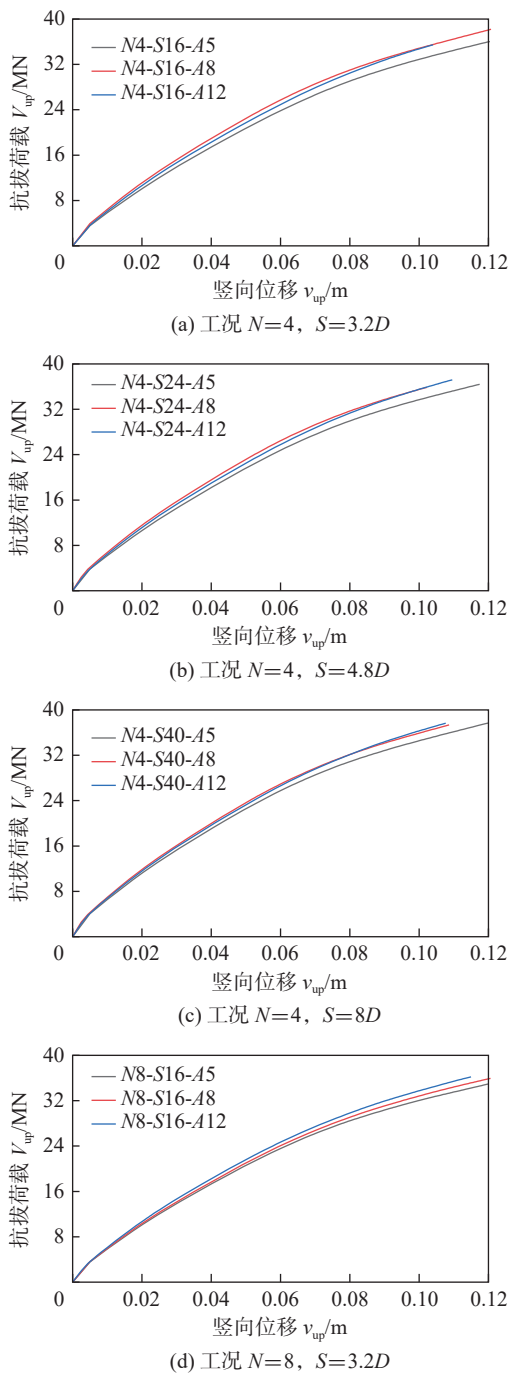 40
32
24
16
8
抗拔荷载 Vup/MN
N4-S16-A5
N4-S16-A8
N4-S16-A12
0 0.02 0.04 0.06 0.08 0.10 0.12
竖向位移 vup/m
(a) 工况 N=4，S=3.2D
40
32
24
16
8
抗拔荷载 Vup/MN
N4-S24-A5
N4-S24-A8
N4-S24-A12
0 0.02 0.04 0.06 0.08 0.10 0.12
竖向位移 vup/m
(b) 工况 N=4，S=4.8D
40
32
24
16
8
抗拔荷载 Vup/MN
N4-S40-A5
N4-S40-A8
N4-S40-A12
0 0.02 0.04 0.06 0.08 0.10 0.12
竖向位移 vup/m
(c) 工况 N=4，S=8D
40
32
24
16
8
抗拔荷载 Vup/MN
N8-S16-A5
N8-S16-A8
N8-S16-A12
0 0.02 0.04 0.06 0.08 0.10 0.12
竖向位移 vup/m
(d) 工况 N=8，S=3.2D